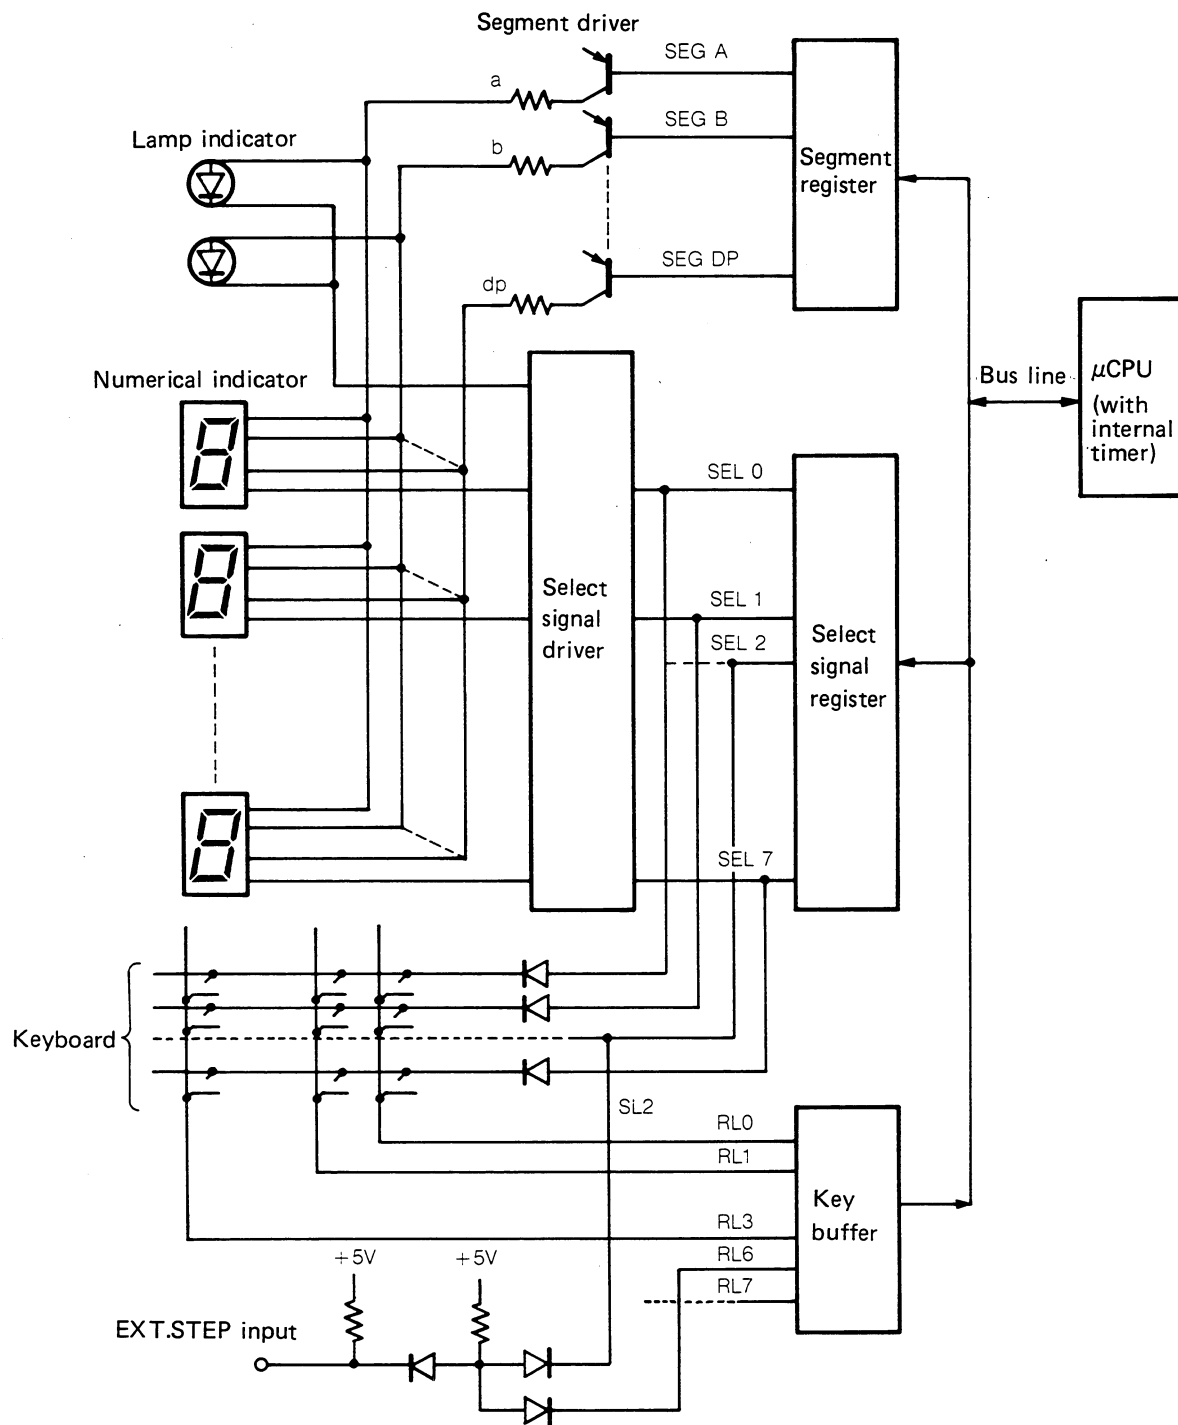 Segment driver
SEG A
a
SEG B
Lamp indicator
b
Segment
register
SEG DP
dp
μCPU
(with
internal
timer)
Bus line
Numerical indicator
SEL 0
Select
signal
driver
SEL 1
SEL 2
Select
signal
register
SEL 7
Keyboard
SL2
RL0
RL1
Key
buffer
RL3
RL6
RL7
+5V
+5V
EXT.STEP input